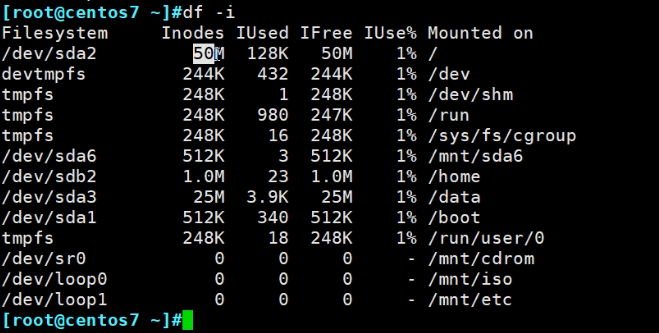 [root@centos7 ~]#df -i
Filesystem     Inodes IUsed IFree IUse% Mounted on
/dev/sda2         50M  128K   50M    1% /
devtmpfs         244K   432  244K    1% /dev
tmpfs            248K     1  248K    1% /dev/shm
tmpfs            248K   980  247K    1% /run
tmpfs            248K    16  248K    1% /sys/fs/cgroup
/dev/sda6        512K     3  512K    1% /mnt/sda6
/dev/sdb2        1.0M    23  1.0M    1% /home
/dev/sda3         25M  3.9K   25M    1% /data
/dev/sda1        512K   340  512K    1% /boot
tmpfs            248K    18  248K    1% /run/user/0
/dev/sr0            0     0     0     - /mnt/cdrom
/dev/loop0          0     0     0     - /mnt/iso
/dev/loop1          0     0     0     - /mnt/etc
[root@centos7 ~]#